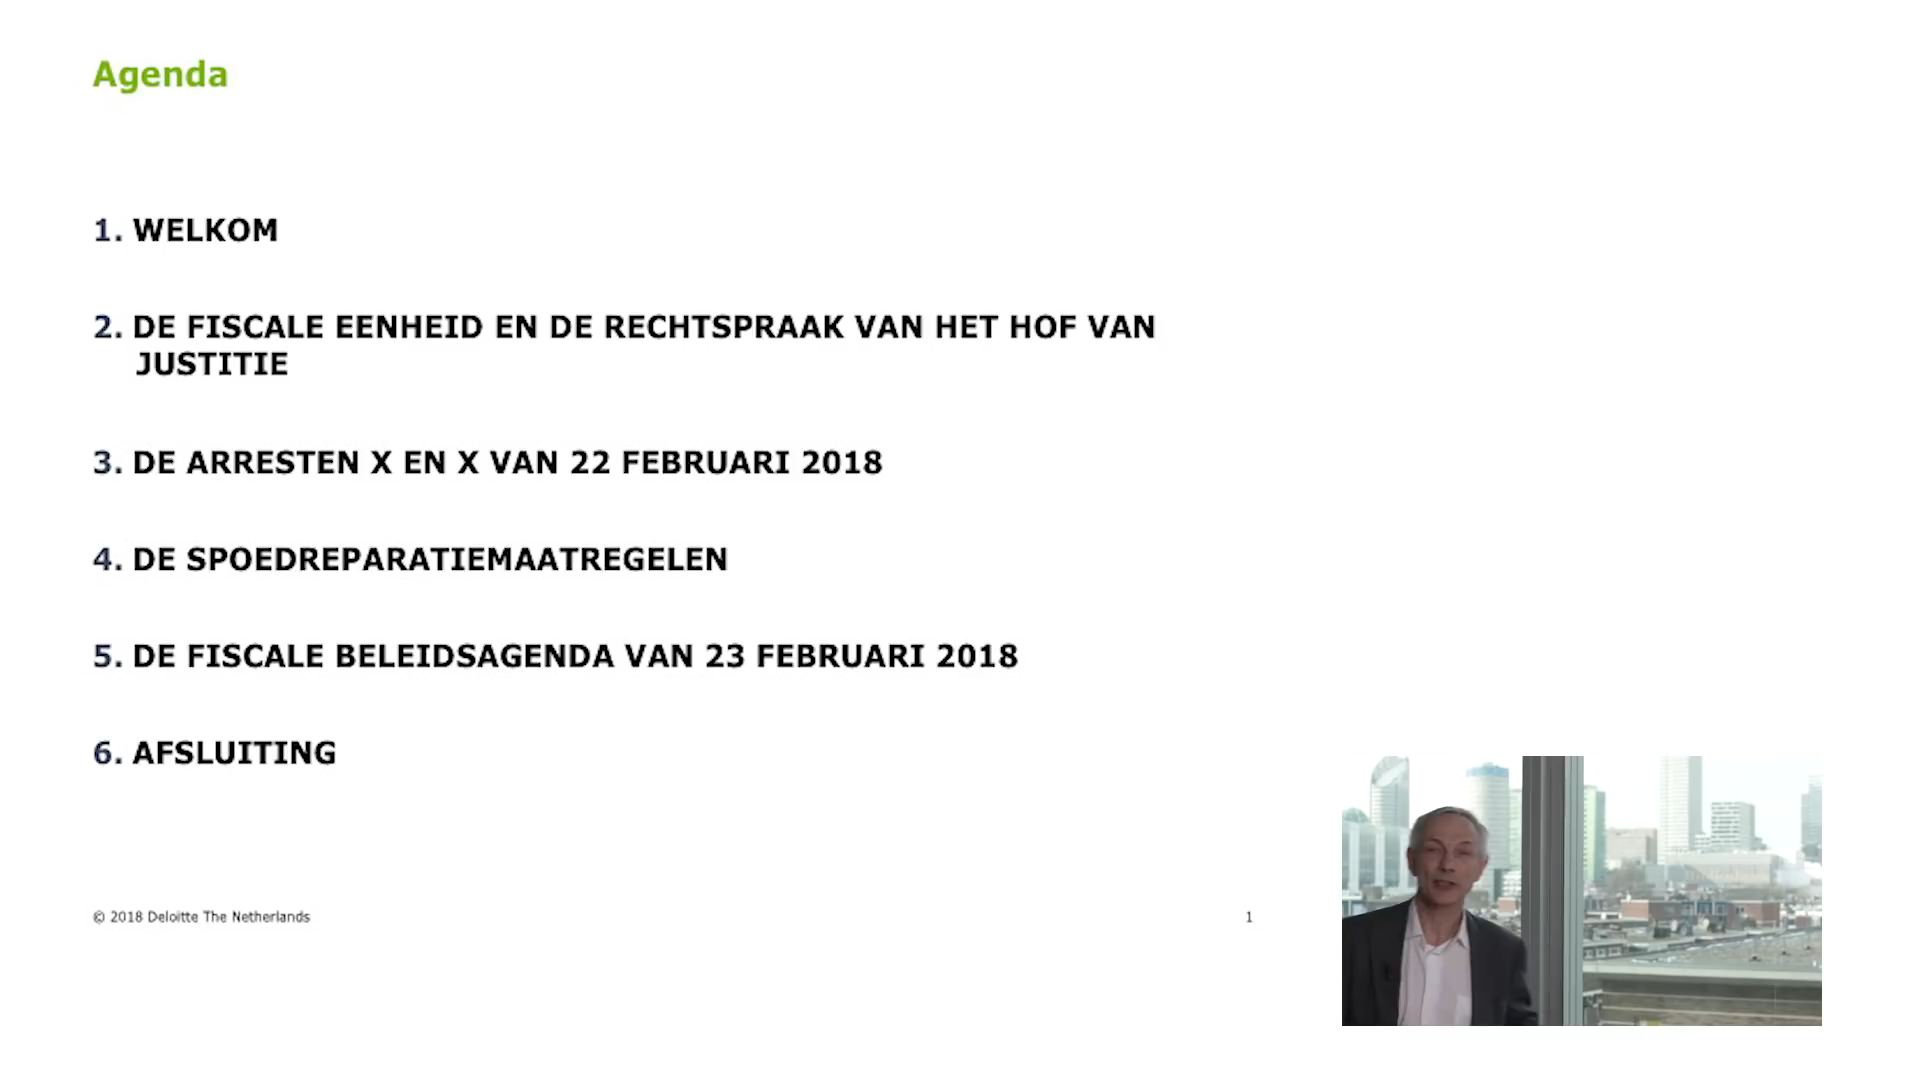 Agenda
1. WELKOM
2. DE FISCALE EENHEID EN DE RECHTSPRAAK VAN HET HOF VAN
JUSTITIE
3. DE ARRESTEN X EN X VAN 22 FEBRUARI 2018
4. DE SPOEDREPARATIEMAATREGELEN
5. DE FISCALE BELEIDSAGENDA VAN 23 FEBRUARI 2018
6. AFSLUITING
© 2018 Deloitte The Netherlands
1